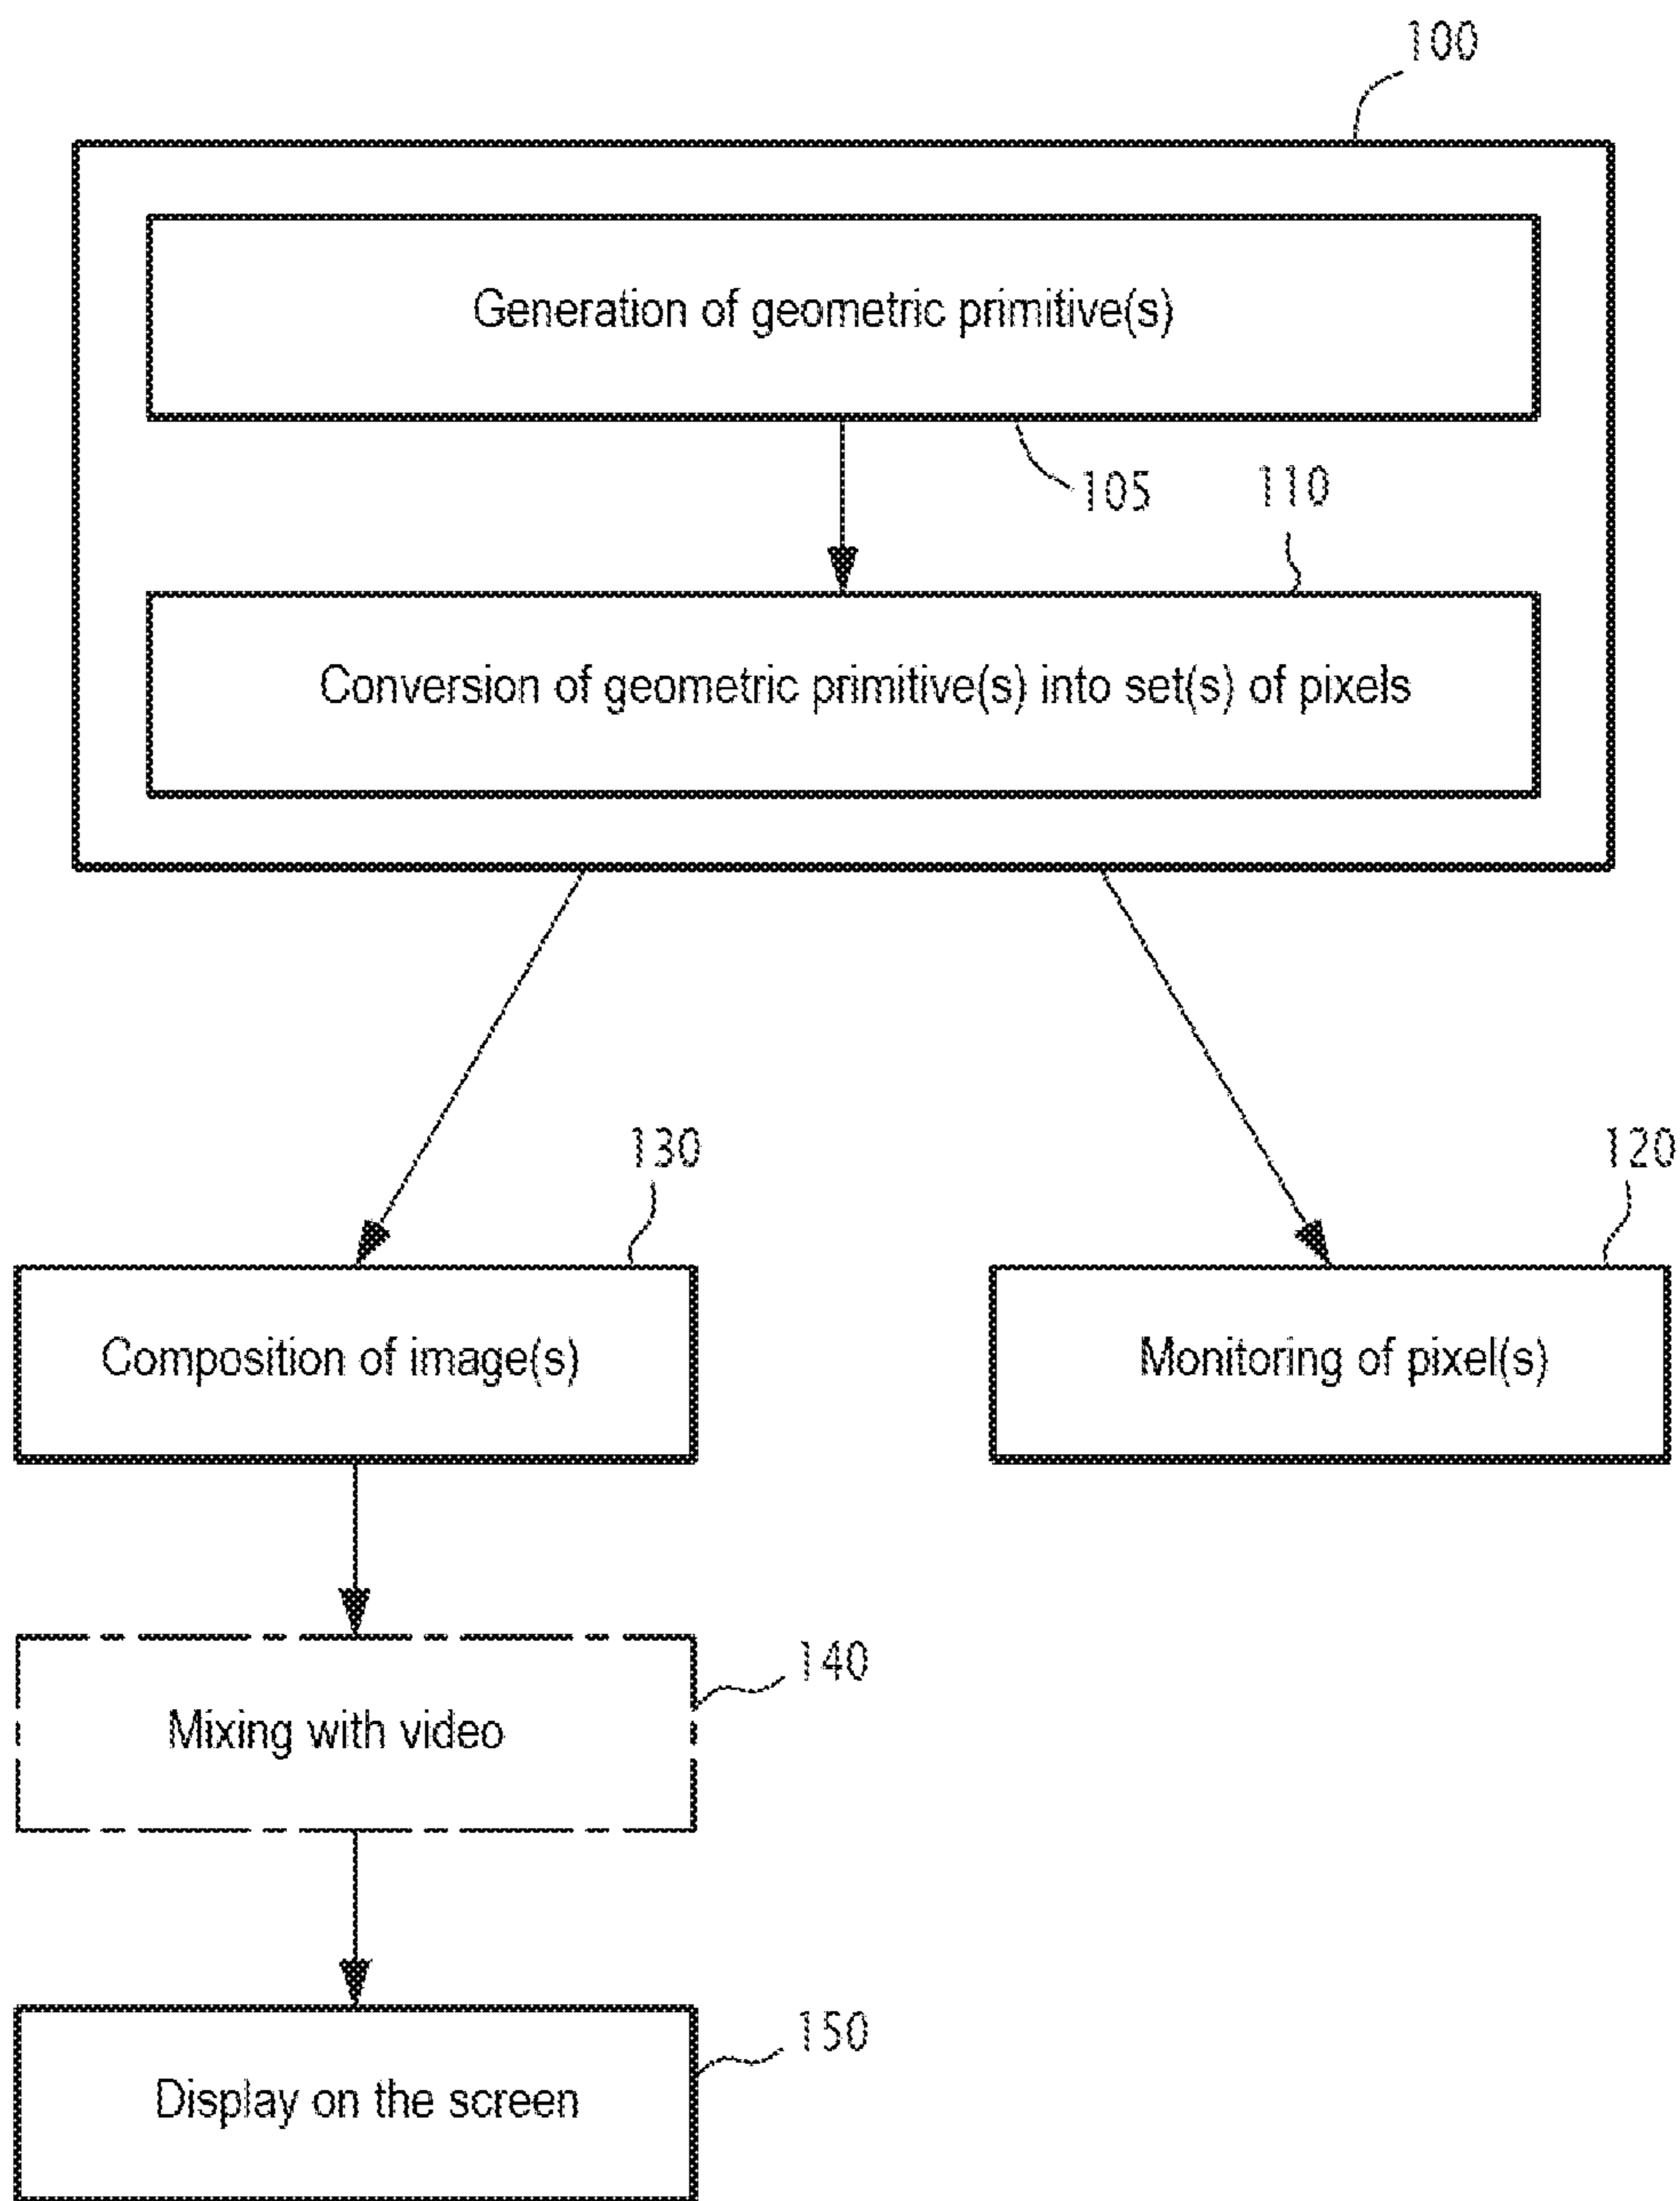 100
Generation of geometric primitive(s)
105
110
Conversion of geometric primitive(s) into set(s) of pixels
130
120
Composition of image(s)
Monitoring of pixel(s)
140
Mixing with video
150
Display on the screen